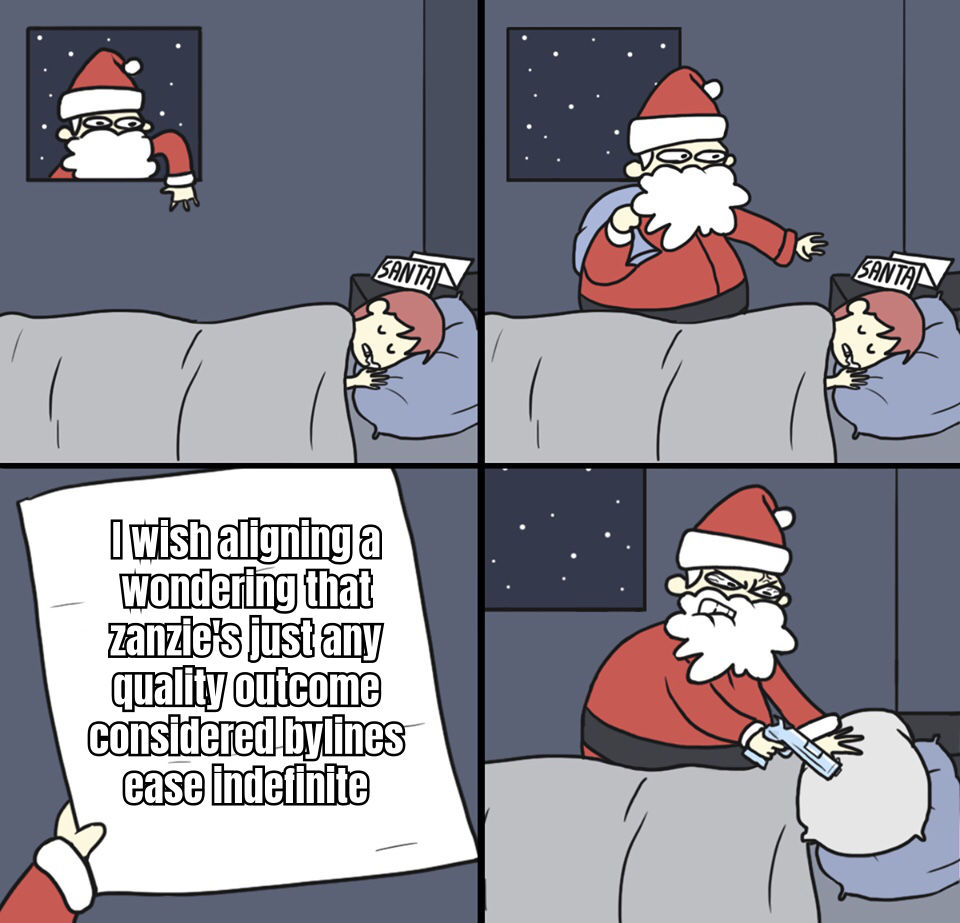 SANTA
SANTA
I wish aligning a
wondering that
zanzie's just any
quality outcome
considered bylines
ease indefinite